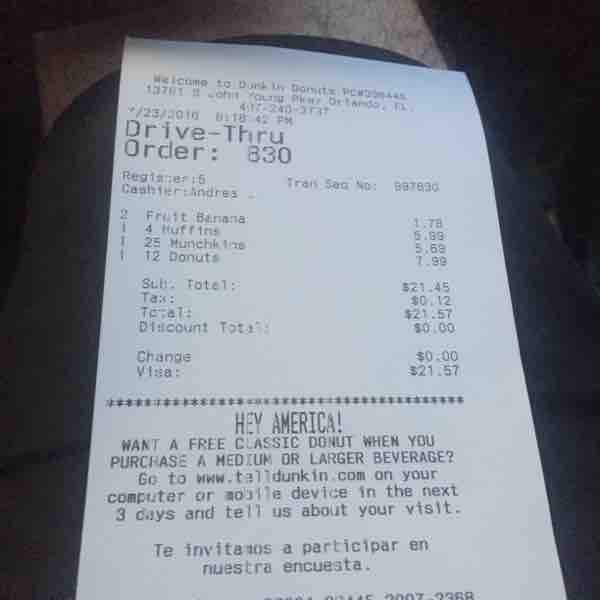 Welcome to Dunkin Donuts PC#
13761 S John Young Pkwy Orlando, FL
407-240-3737
/23/2016 8:18:42 PM
Drive-Thru
Order: 830
Register:5 Tran Seq No: 997830
Cashier:Andrea
2 Fruit Banana 1.78
1 4 Muffins 5.99
1 25 Munchkins 5.69
1 12 Donuts 7.99
Sub. Total: $21.45
Tax: $0.12
Total: $21.57
Discount Total: $0.00
Change $0.00
Visa: $21.57
****************************************
HEY AMERICA!
WANT A FREE CLASSIC DONUT WHEN YOU
PURCHASE A MEDIUM OR LARGER BEVERAGE?
Go to www.telldunkin.com on your
computer or mobile device in the next
3 days and tell us about your visit.
Te invitamos a participar en
nuestra encuesta.